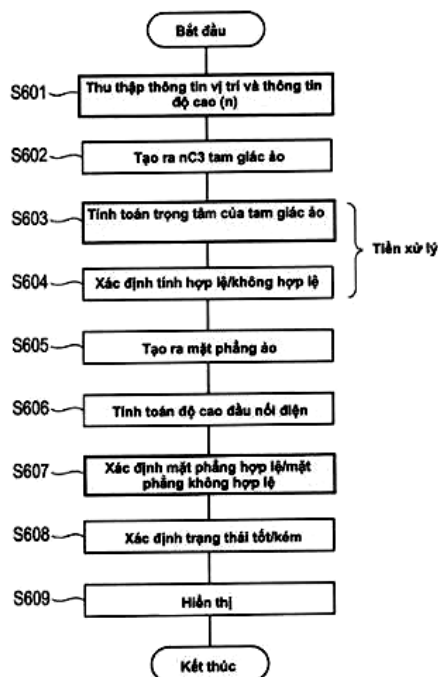 Bắt đầu
S601
Thu thập thông tin vị trí và thông tin
độ cao (n)
S602
Tạo ra nC3 tam giác ảo
S603
Tính toán trọng tâm của tam giác ảo
Tiền xử lý
S604
Xác định tính hợp lệ/không hợp lệ
S605
Tạo ra mặt phẳng ảo
S606
Tính toán độ cao đầu nối điện
S607
Xác định mặt phẳng hợp lệ/mặt
phẳng không hợp lệ
S608
Xác định trạng thái tốt/kém
S609
Hiển thị
Kết thúc